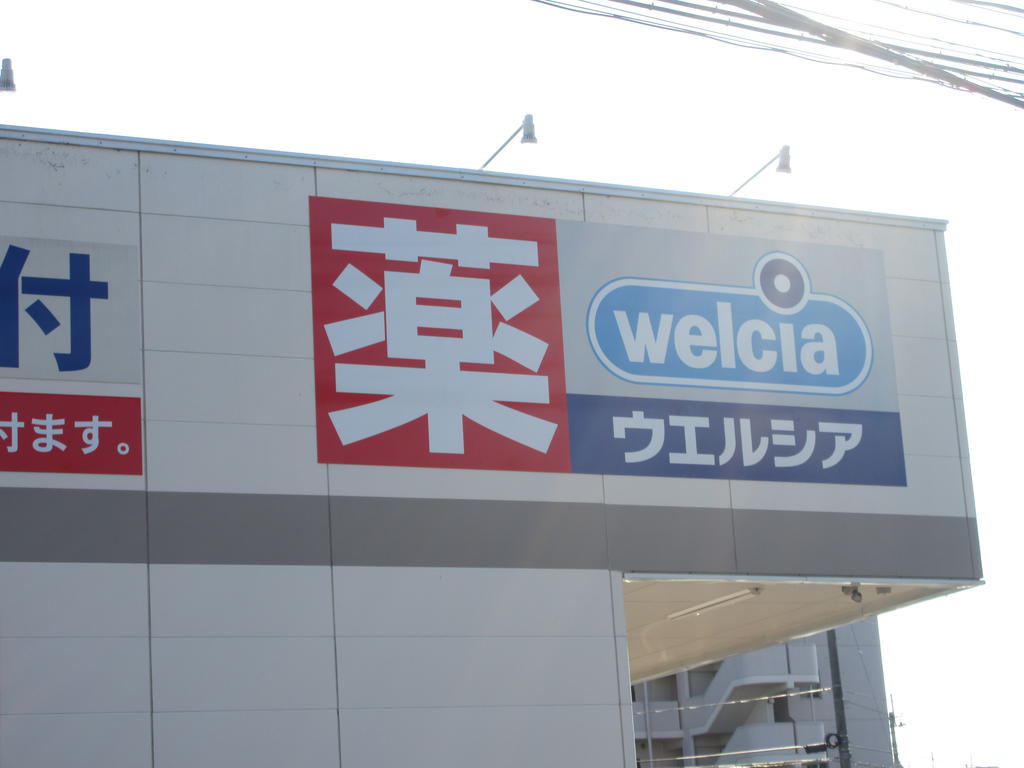 付
付ます。
薬
welcia
ウエルシア